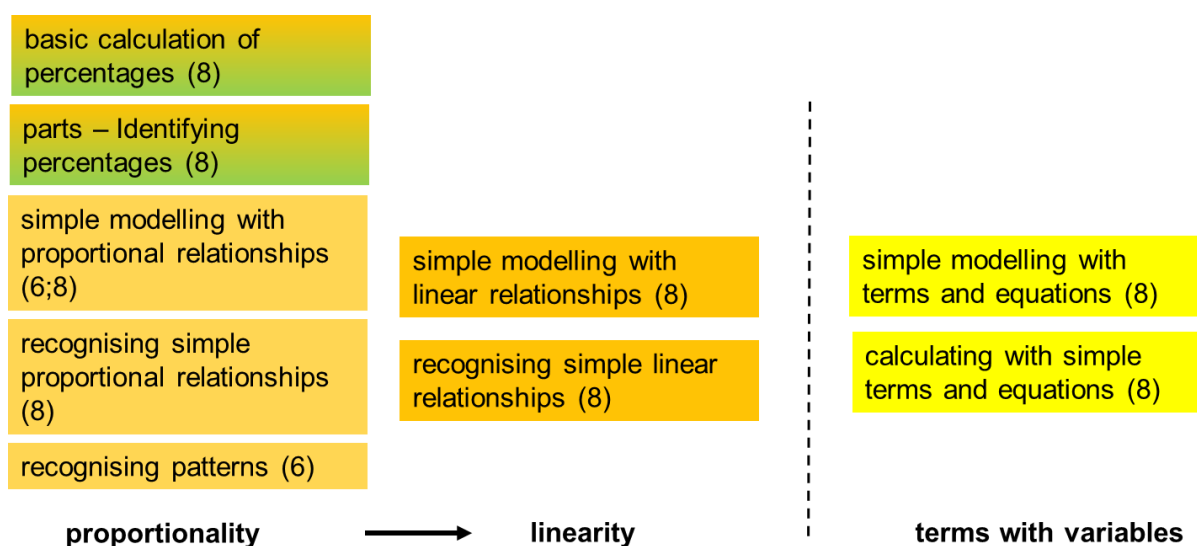 basic calculation of
percentages (8)
parts – Identifying
percentages (8)
simple modelling with
proportional relationships
(6;8)
recognising simple
proportional relationships
(8)
recognising patterns (6)
proportionality
simple modelling with
linear relationships (8)
recognising simple linear
relationships (8)
linearity
simple modelling with
terms and equations (8)
calculating with simple
terms and equations (8)
terms with variables